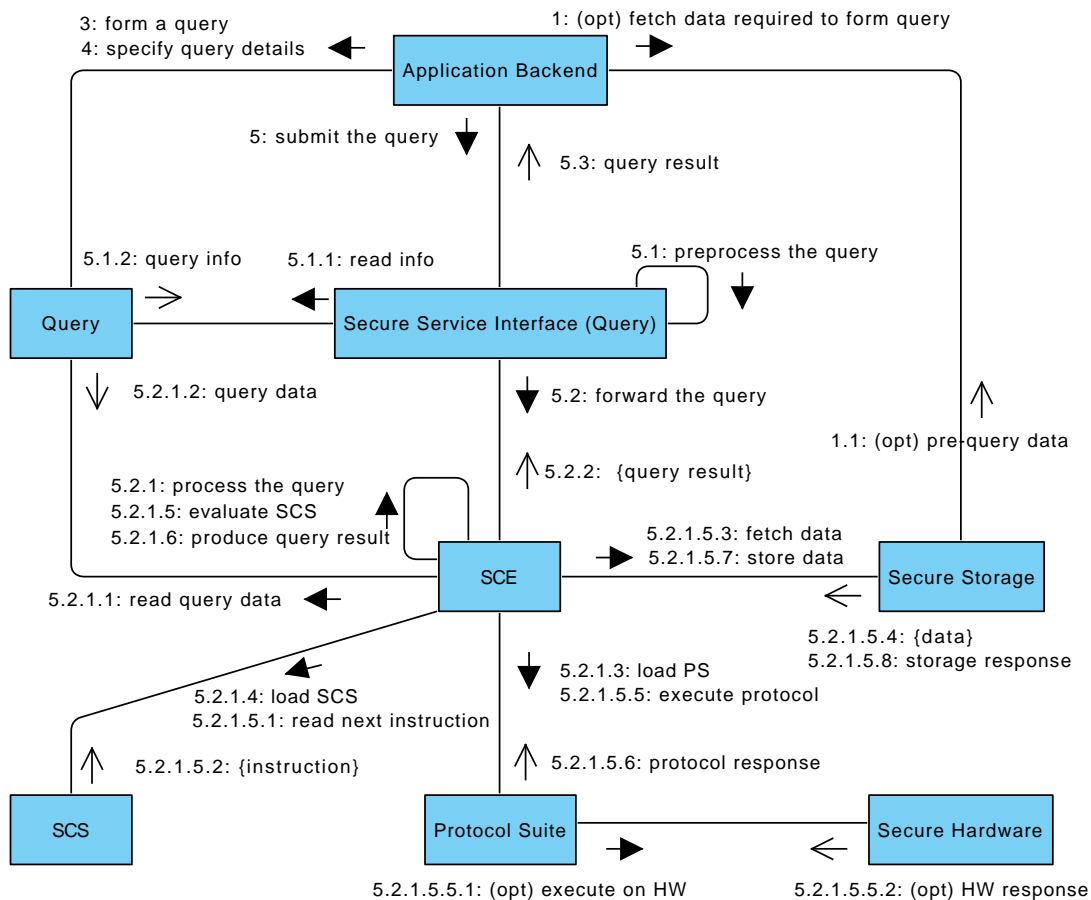 3: form a query
4: specify query details
1: (opt) fetch data required to form query
Application Backend
5: submit the query
5.3: query result
5.1.2: query info
5.1.1: read info
5.1: preprocess the query
Query
Secure Service Interface (Query)
5.2.1.2: query data
5.2: forward the query
1.1: (opt) pre-query data
5.2.2: {query result}
5.2.1: process the query
5.2.1.5: evaluate SCS
5.2.1.6: produce query result
5.2.1.5.3: fetch data
5.2.1.5.7: store data
SCE
Secure Storage
5.2.1.1: read query data
5.2.1.5.4: {data}
5.2.1.5.8: storage response
5.2.1.3: load PS
5.2.1.5.5: execute protocol
5.2.1.4: load SCS
5.2.1.5.1: read next instruction
5.2.1.5.2: {instruction}
5.2.1.5.6: protocol response
SCS
Protocol Suite
Secure Hardware
5.2.1.5.5.1: (opt) execute on HW
5.2.1.5.5.2: (opt) HW response